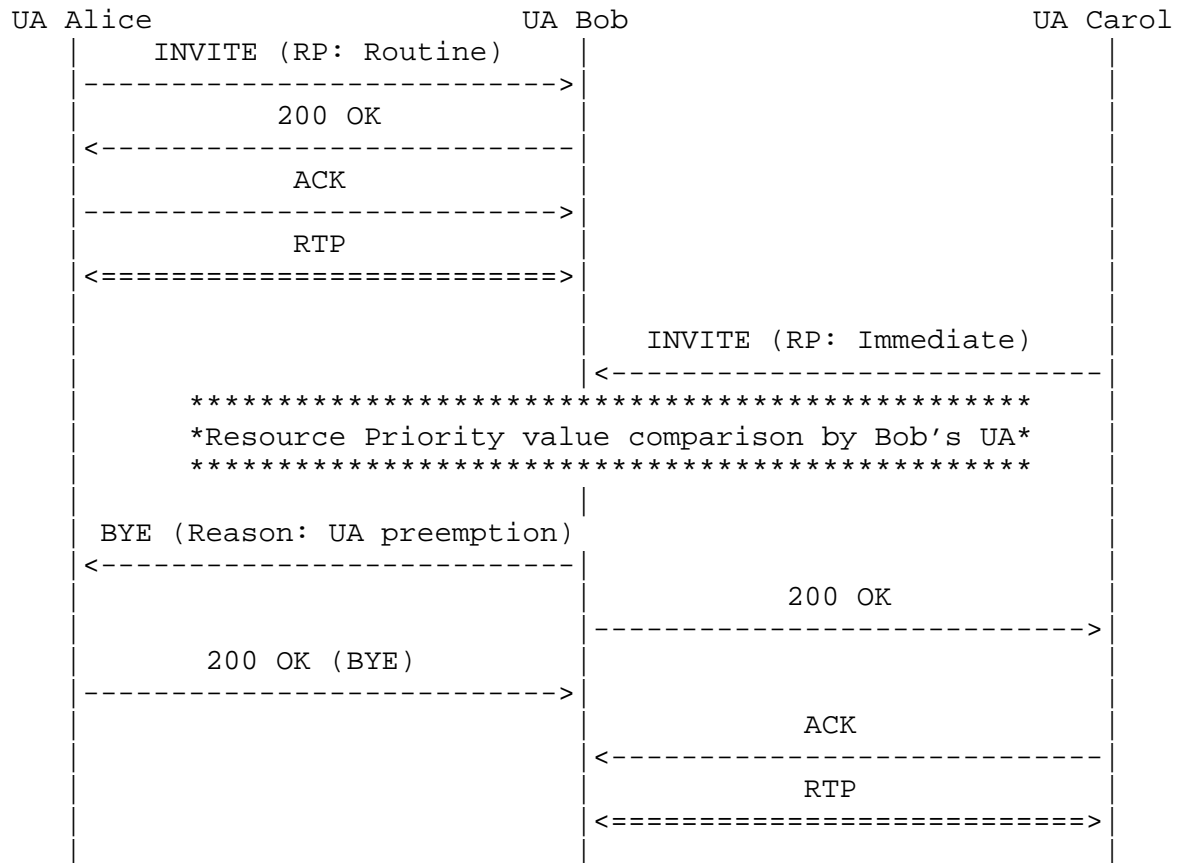 UA Alice UA Bob UA Carol
INVITE (RP: Routine)
200 OK
ACK
RTP
INVITE (RP: Immediate)
*************************************************
*Resource Priority value comparison by Bob's UA*
*************************************************
BYE (Reason: UA preemption)
200 OK
200 OK (BYE)
ACK
RTP